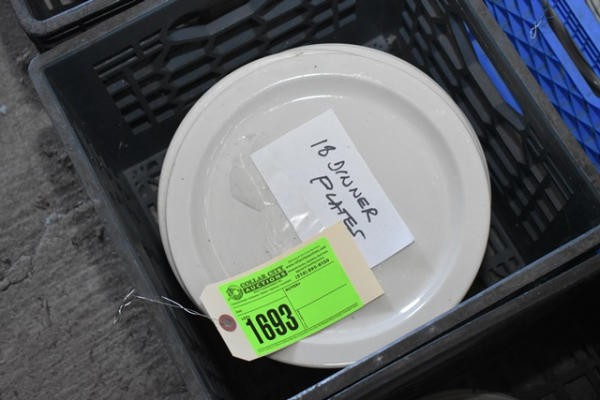 18 DINNER
PLATES
COLLAR CITY
AUCTIONS
1693